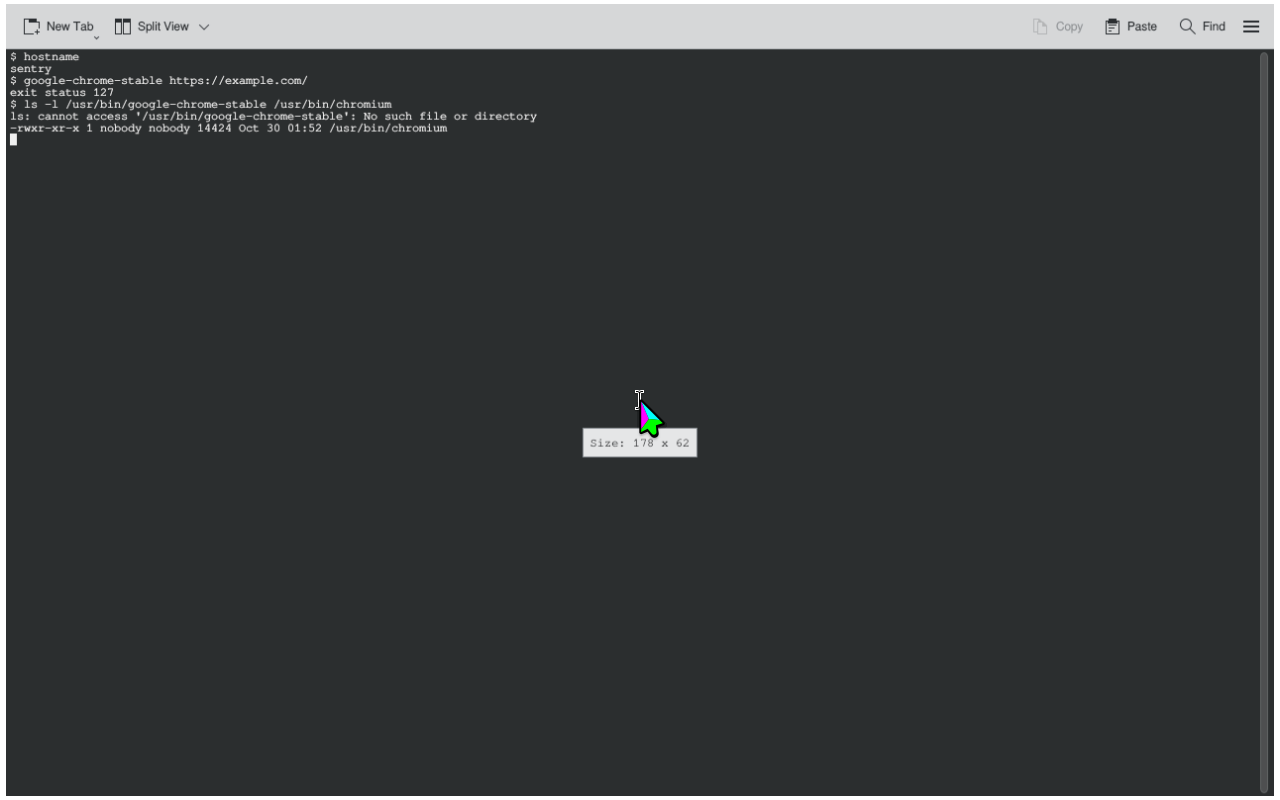 New Tab Split View Copy Paste Find
$ hostname
sentry
$ google-chrome-stable https://example.com/
exit status 127
$ ls -l /usr/bin/google-chrome-stable /usr/bin/chromium
ls: cannot access '/usr/bin/google-chrome-stable': No such file or directory
-rwxr-xr-x 1 nobody nobody 14424 Oct 30 01:52 /usr/bin/chromium
Size: 178 x 62